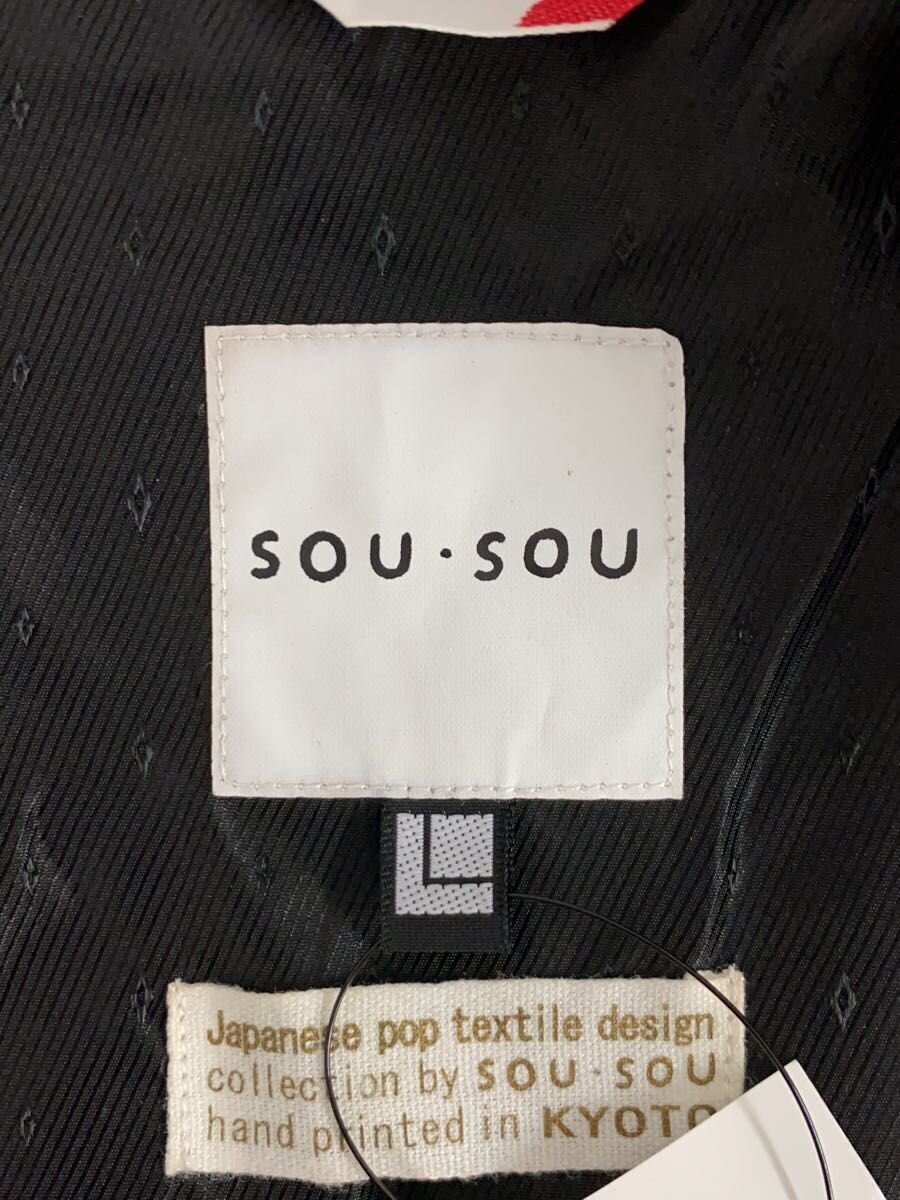 SOU・SOU
L
Japanese pop textile design
collection by SOU・SOU
hand printed in KYOTO